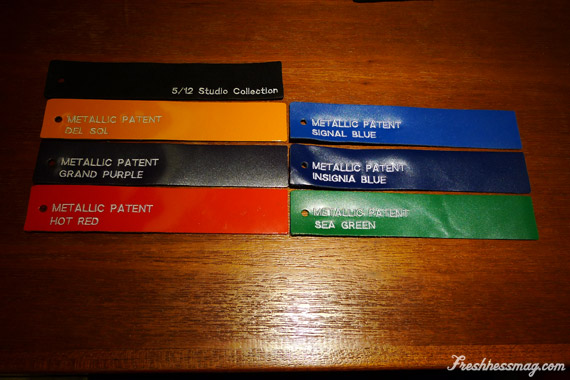 5/12 Studio Collection
METALLIC PATENT
DEL SOL
METALLIC PATENT
GRAND PURPLE
METALLIC PATENT
HOT RED
METALLIC PATENT
SIGNAL BLUE
METALLIC PATENT
INSIGNIA BLUE
METALLIC PATENT
SEA GREEN
Freshnessmag.com